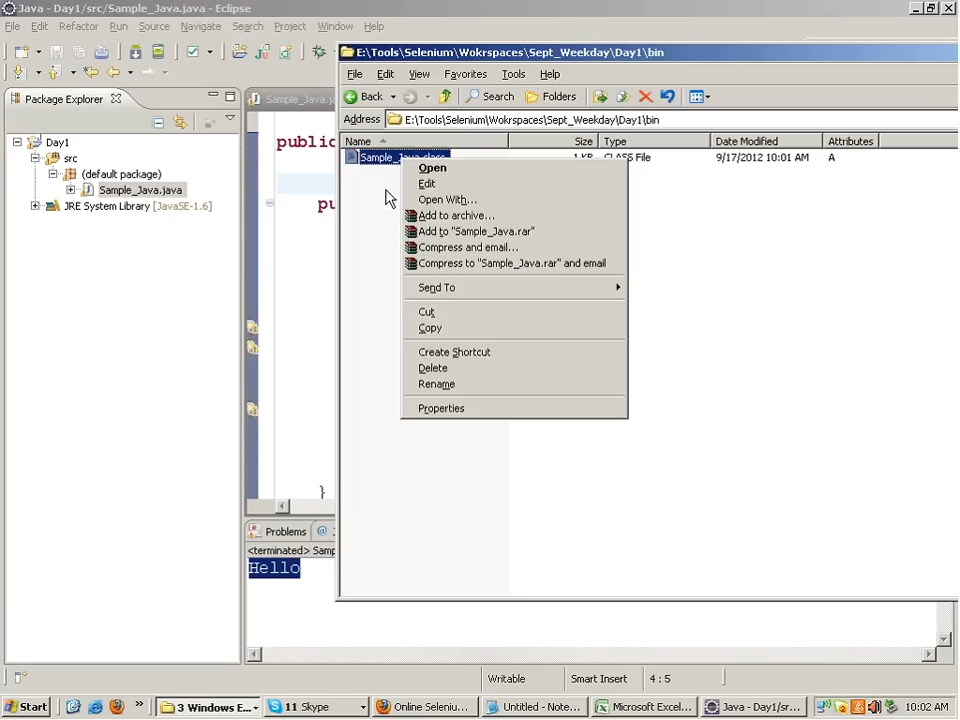 Java - Day1/src/Sample_Java.java - Eclipse
File Edit Refactor Run Source Navigate Search Project Window Help
E:\Tools\Selenium\Wokrspaces\Sept_Weekday\Day1\bin
File Edit View Favorites Tools Help
Back Search Folders
Address E:\Tools\Selenium\Wokrspaces\Sept_Weekday\Day1\bin
Name Size Type Date Modified Attributes
Sample_Java.class 1 KB CLASS File 9/17/2012 10:01 AM A
Open
Edit
Open With...
Add to archive...
Add to "Sample_Java.rar"
Compress and email...
Compress to "Sample_Java.rar" and email
Send To
Cut
Copy
Create Shortcut
Delete
Rename
Properties
Package Explorer
Day1
src
(default package)
Sample_Java.java
JRE System Library [JavaSE-1.6]
Sample_Java.ja
public
pu
}
Problems @
<terminated> Samp
Hello
Writable Smart Insert 4 : 5
Start » 3 Windows E... 11 Skype Online Seleniu... Untitled - Note... Microsoft Excel... Java - Day1/sr... 10:02 AM